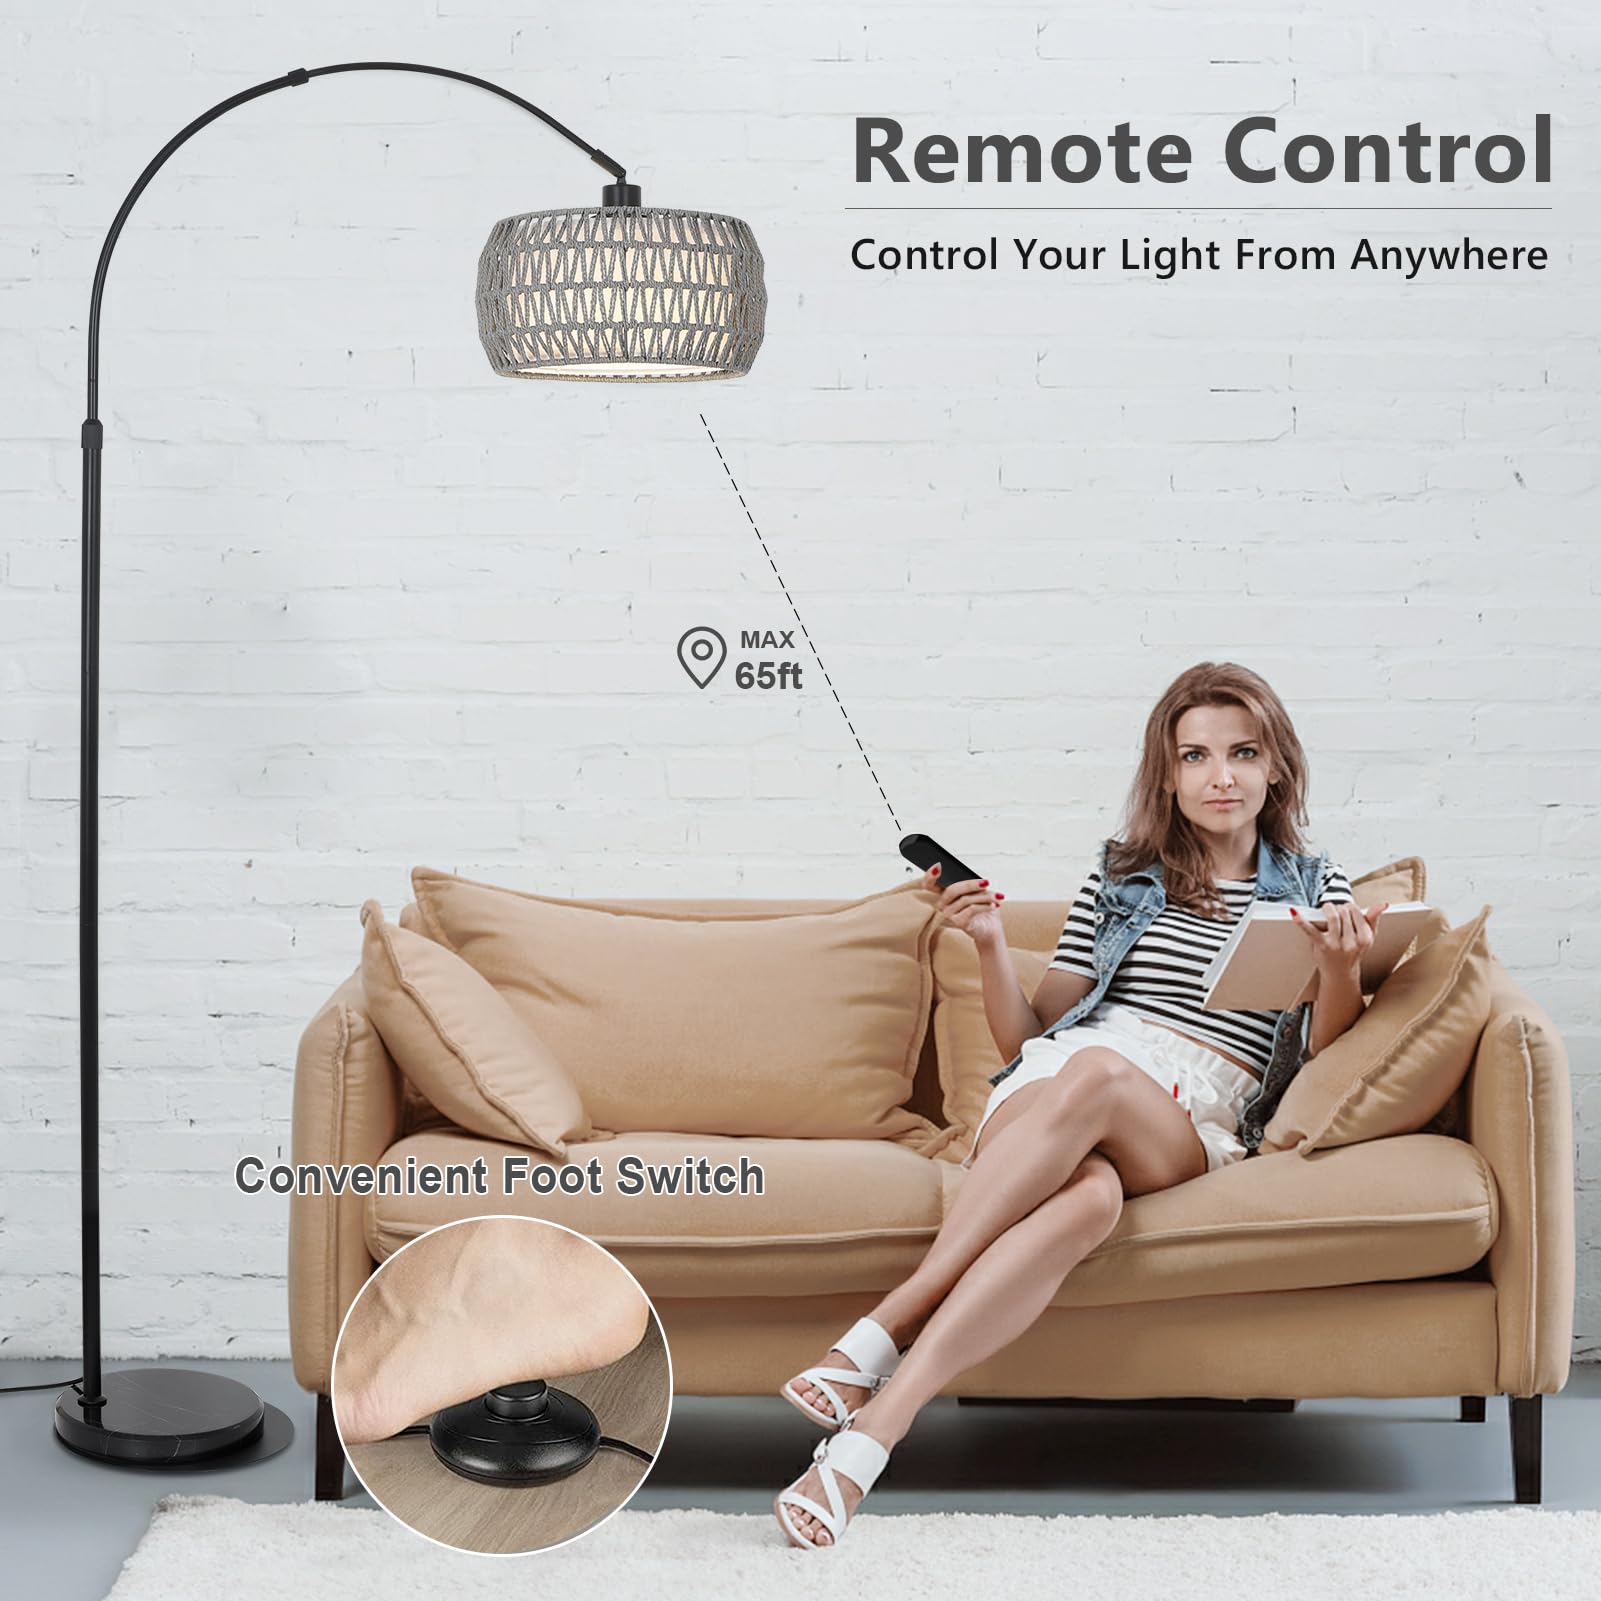 Remote Control
Control Your Light From Anywhere
MAX
65ft
Convenient Foot Switch